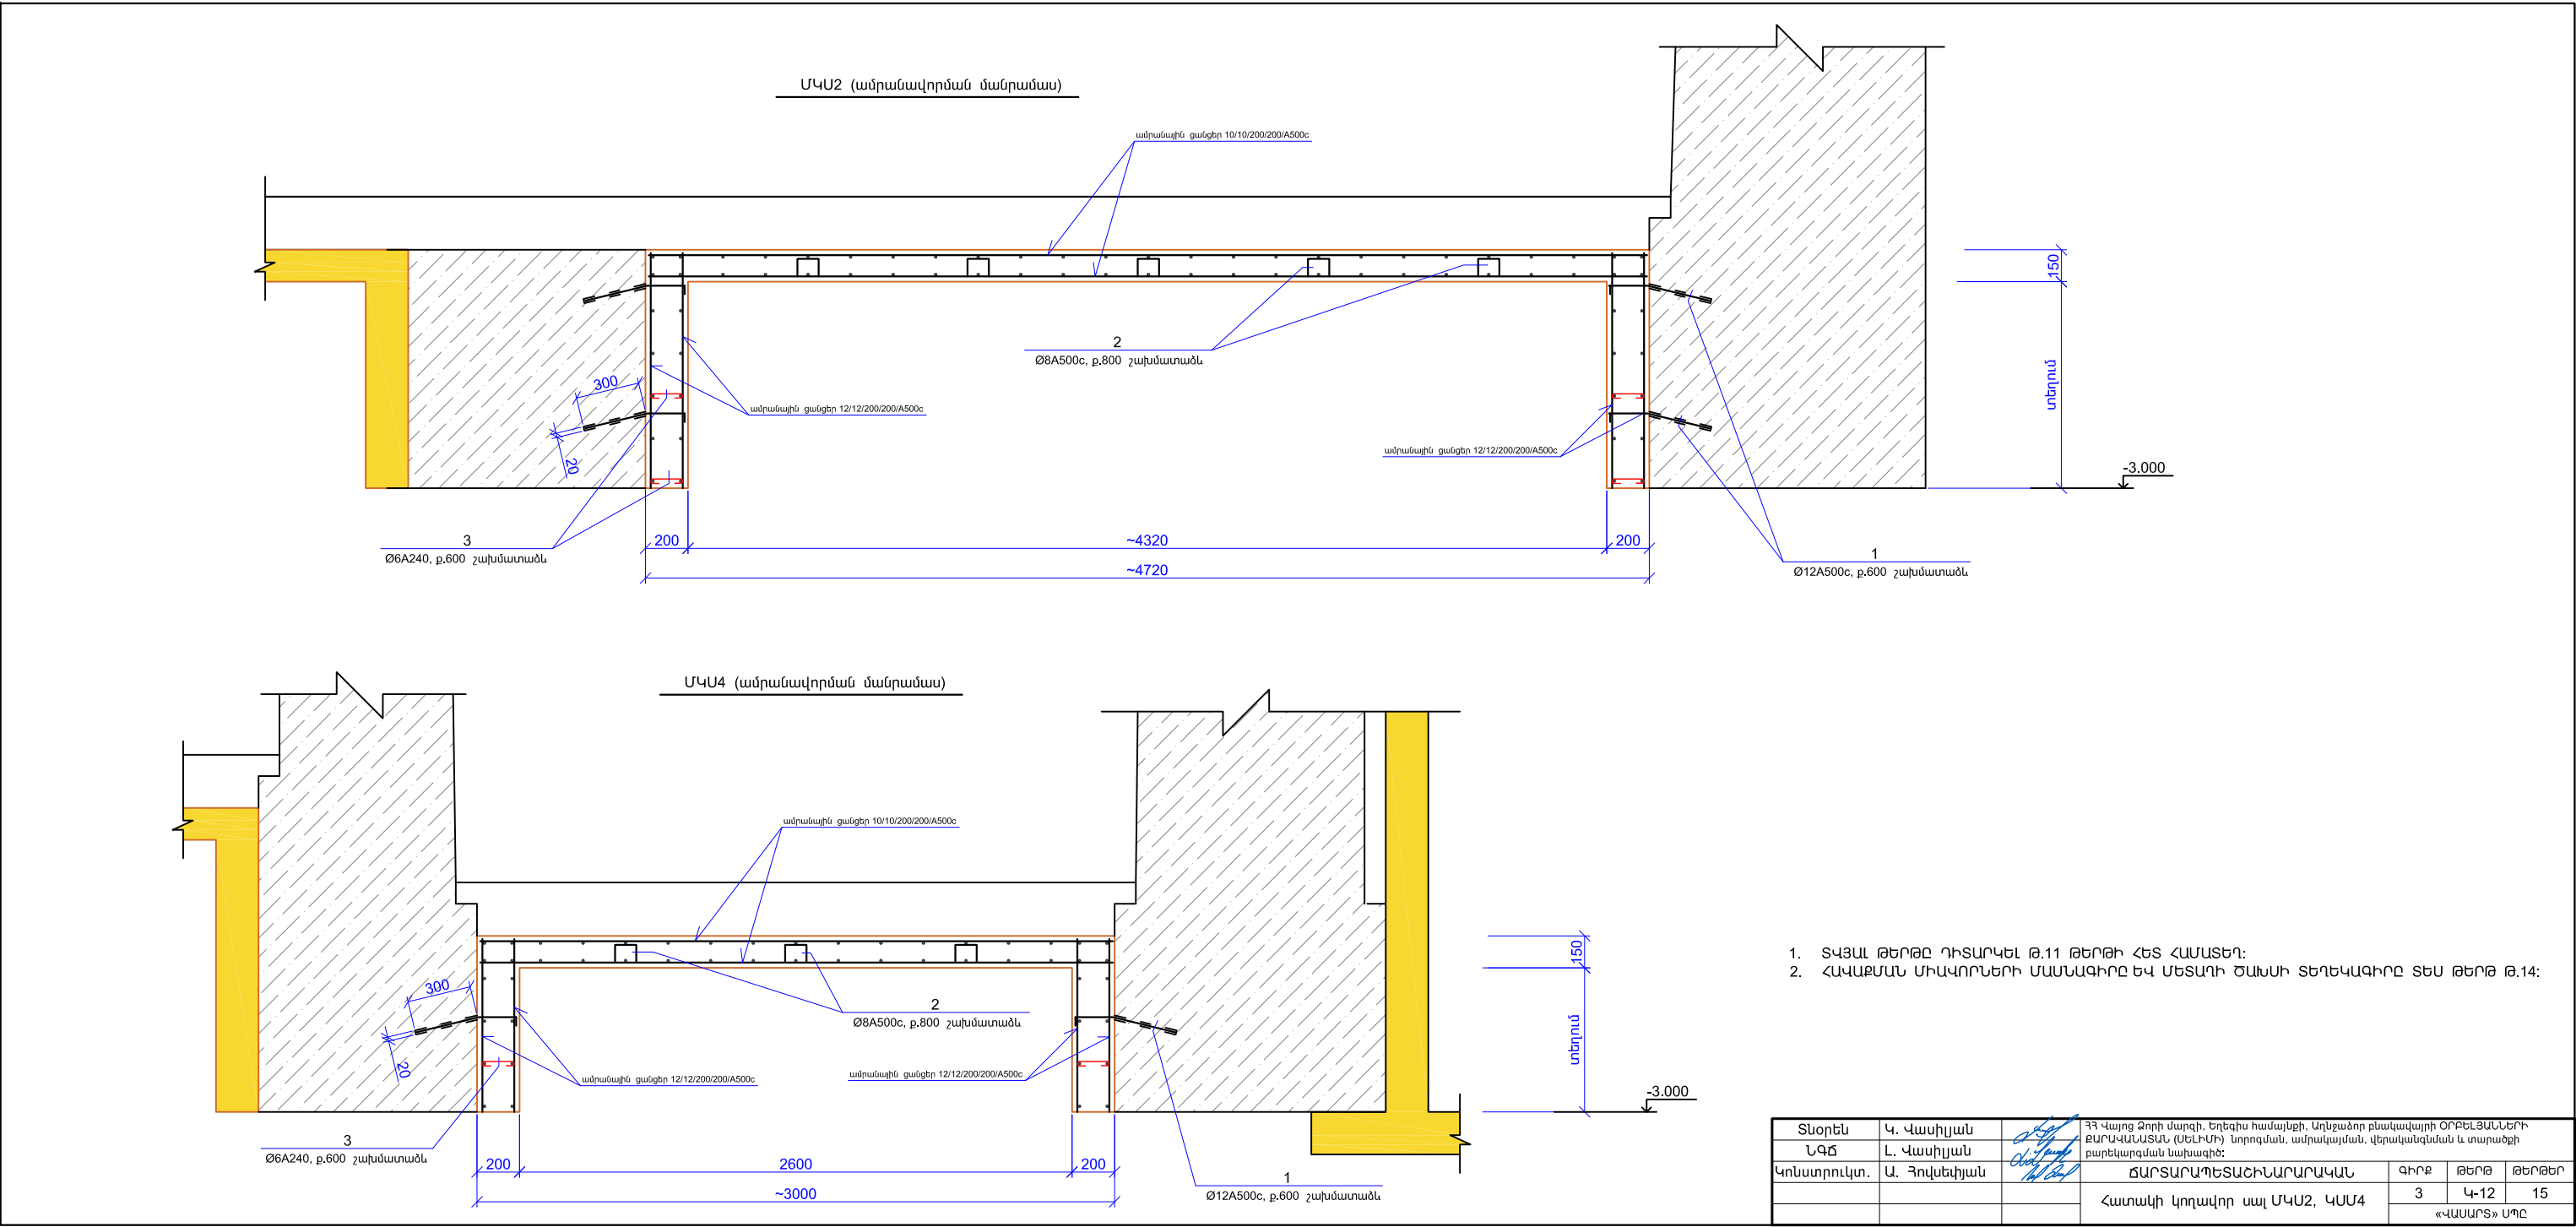 ՄԿՍ2 (ամրանավորման մանրամաս)
ամրանային ցանցեր 10/10/200/200/A500c
150
տեղում
-3.000
2
Ø8A500c, ք.800 շախմատաձև
300
20
ամրանային ցանցեր 12/12/200/200/A500c
ամրանային ցանցեր 12/12/200/200/A500c
3
Ø6A240, ք.600 շախմատաձև
200
~4320
200
~4720
1
Ø12A500c, ք.600 շախմատաձև
ՄԿՍ4 (ամրանավորման մանրամաս)
ամրանային ցանցեր 10/10/200/200/A500c
150
տեղում
-3.000
300
20
2
Ø8A500c, ք.800 շախմատաձև
ամրանային ցանցեր 12/12/200/200/A500c
ամրանային ցանցեր 12/12/200/200/A500c
3
Ø6A240, ք.600 շախմատաձև
200
2600
200
~3000
1
Ø12A500c, ք.600 շախմատաձև
1. ՏՎՅԱԼ ԹԵՐԹԸ ԴԻՏԱՐԿԵԼ Թ.11 ԹԵՐԹԻ ՀԵՏ ՀԱՄԱՏԵՂ:
2. ՀԱՎԱՔՄԱՆ ՄԻԱՎՈՐՆԵՐԻ ՄԱՍՆԱԳԻՐԸ ԵՎ ՄԵՏԱՂԻ ԾԱԽՍԻ ՏԵՂԵԿԱԳԻՐԸ ՏԵՍ ԹԵՐԹ Թ.14:
Տնօրեն Կ. Վասիլյան
ՆԳՃ Լ. Վասիլյան
Կոնստրուկտ. Ա. Հովսեփյան
ՀՀ Վայոց Ձորի մարզի, Եղեգիս համայնքի, Աղնջաձոր բնակավայրի ՕՐԲԵԼՅԱՆՆԵՐԻ
ՔԱՐԱՎԱՆԱՏԱՆ (ՍԵԼԻՄԻ) նորոգման, ամրակայման, վերականգնման և տարածքի
բարեկարգման նախագիծ:
ՃԱՐՏԱՐԱՊԵՏԱՇԻՆԱՐԱՐԱԿԱՆ ԳԻՐՔ ԹԵՐԹ ԹԵՐԹԵՐ
Հատակի կողավոր սալ ՄԿՍ2, ԿՍՄ4 3 Կ-12 15
«ՎԱՍԱՐՏ» ՍՊԸ